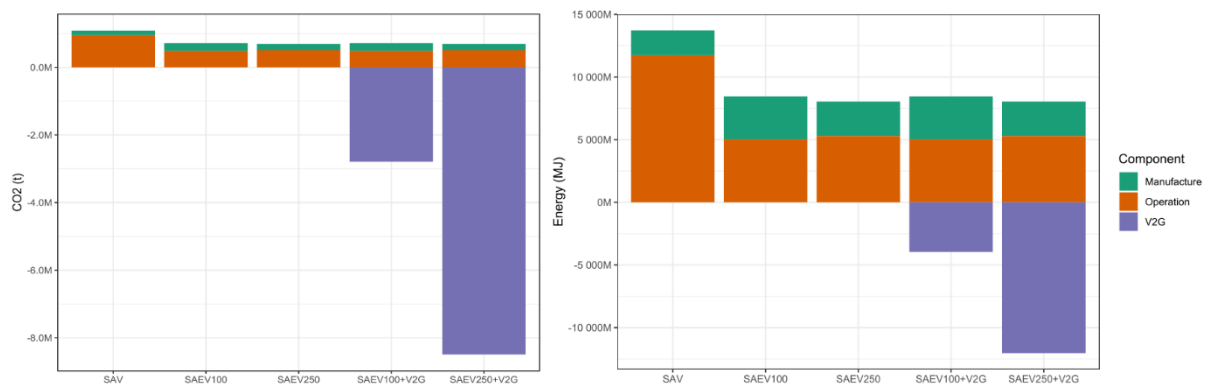 0.0M
-2.0M
-4.0M
-6.0M
-8.0M
CO2 (t)
SAV SAEV100 SAEV250 SAEV100+V2G SAEV250+V2G
15 000M
10 000M
5 000M
0M
-5 000M
-10 000M
Energy (MJ)
SAV SAEV100 SAEV250 SAEV100+V2G SAEV250+V2G
Component
Manufacture
Operation
V2G